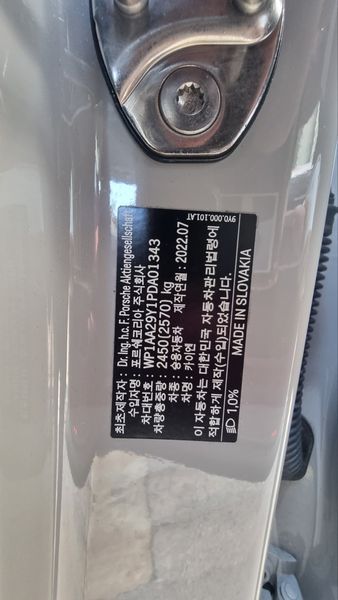 최초제작자 : Dr. Ing. h.c. F. Porsche Aktiengesellschaft
수입자명 : 포르쉐코리아 주식회사
차대번호 : WP1AA29Y1PDA01343
차량총중량 : 2450(2570) kg
차종 : 승용자동차 제작연월 : 2022.07
차명 : 카이엔
이 자동차는 대한민국 자동차관리법령에
적합하게 제작(수입)되었습니다.
1,0% MADE IN SLOVAKIA
9Y0.000.101.AT